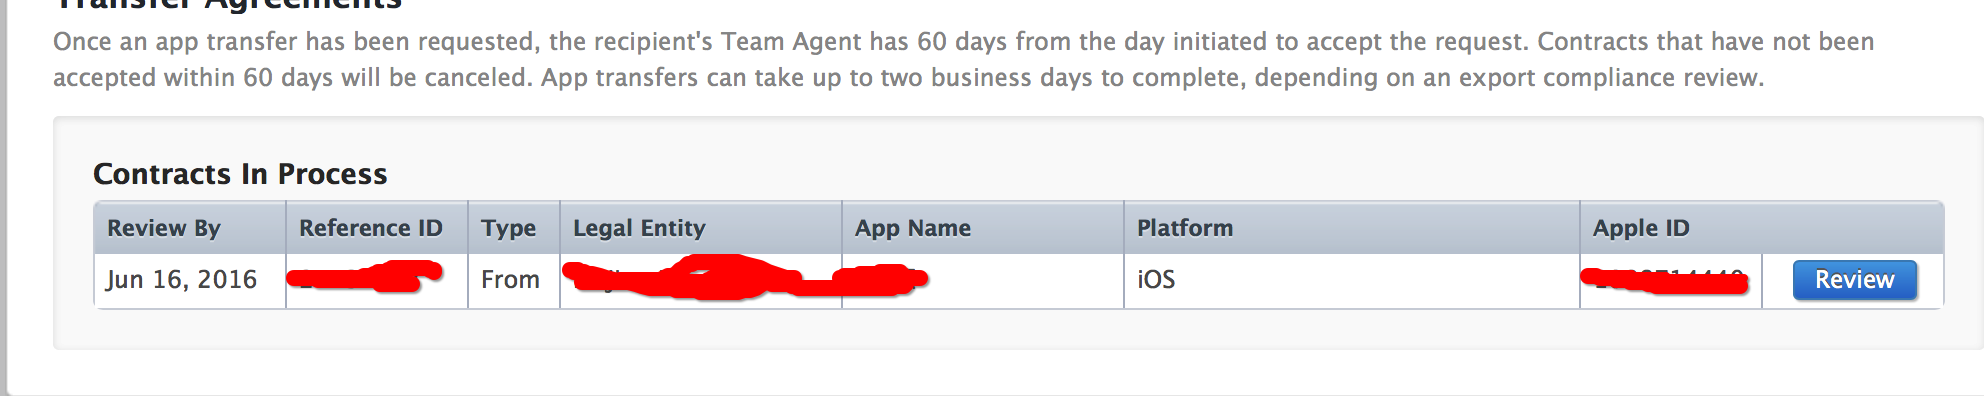 Transfer Agreements
Once an app transfer has been requested, the recipient's Team Agent has 60 days from the day initiated to accept the request. Contracts that have not been
accepted within 60 days will be canceled. App transfers can take up to two business days to complete, depending on an export compliance review.
Contracts In Process
Review By Reference ID Type Legal Entity App Name Platform Apple ID
Jun 16, 2016 From iOS Review